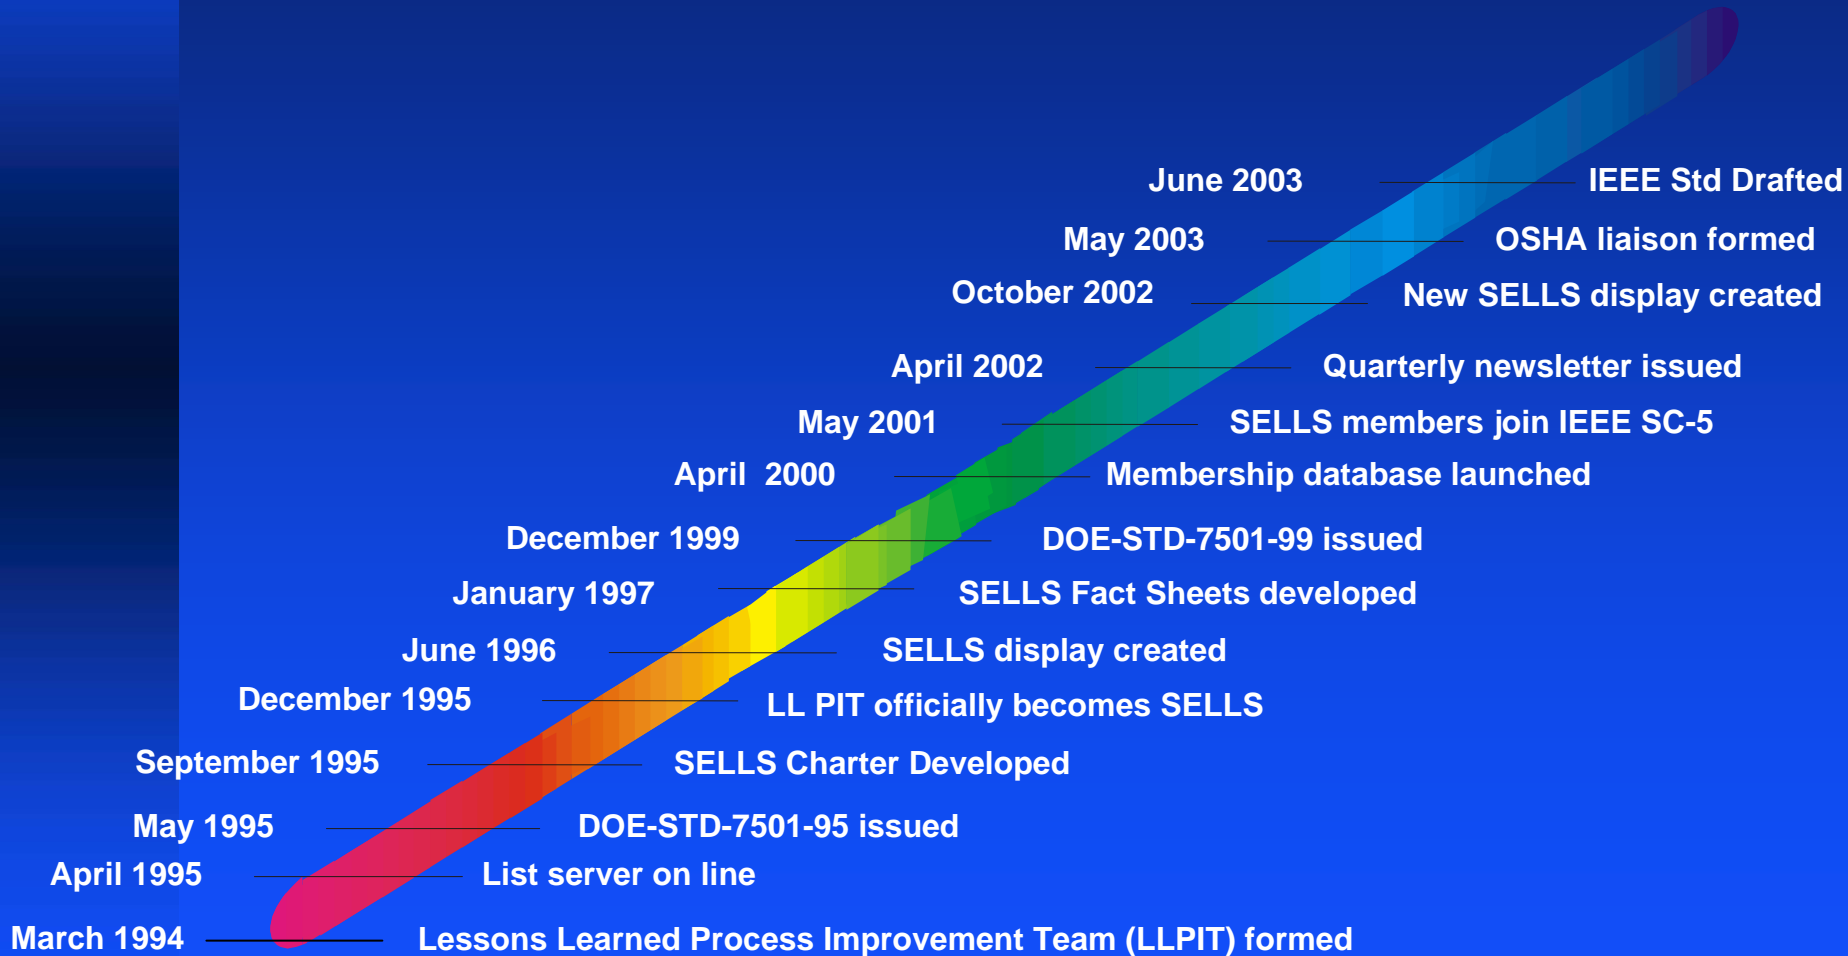 June 2003 IEEE Std Drafted
May 2003 OSHA liaison formed
October 2002 New SELLS display created
April 2002 Quarterly newsletter issued
May 2001 SELLS members join IEEE SC-5
April  2000 Membership database launched
December 1999 DOE-STD-7501-99 issued
January 1997 SELLS Fact Sheets developed
June 1996 SELLS display created
December 1995 LL PIT officially becomes SELLS
September 1995 SELLS Charter Developed
May 1995 DOE-STD-7501-95 issued
April 1995 List server on line
March 1994 Lessons Learned Process Improvement Team (LLPIT) formed